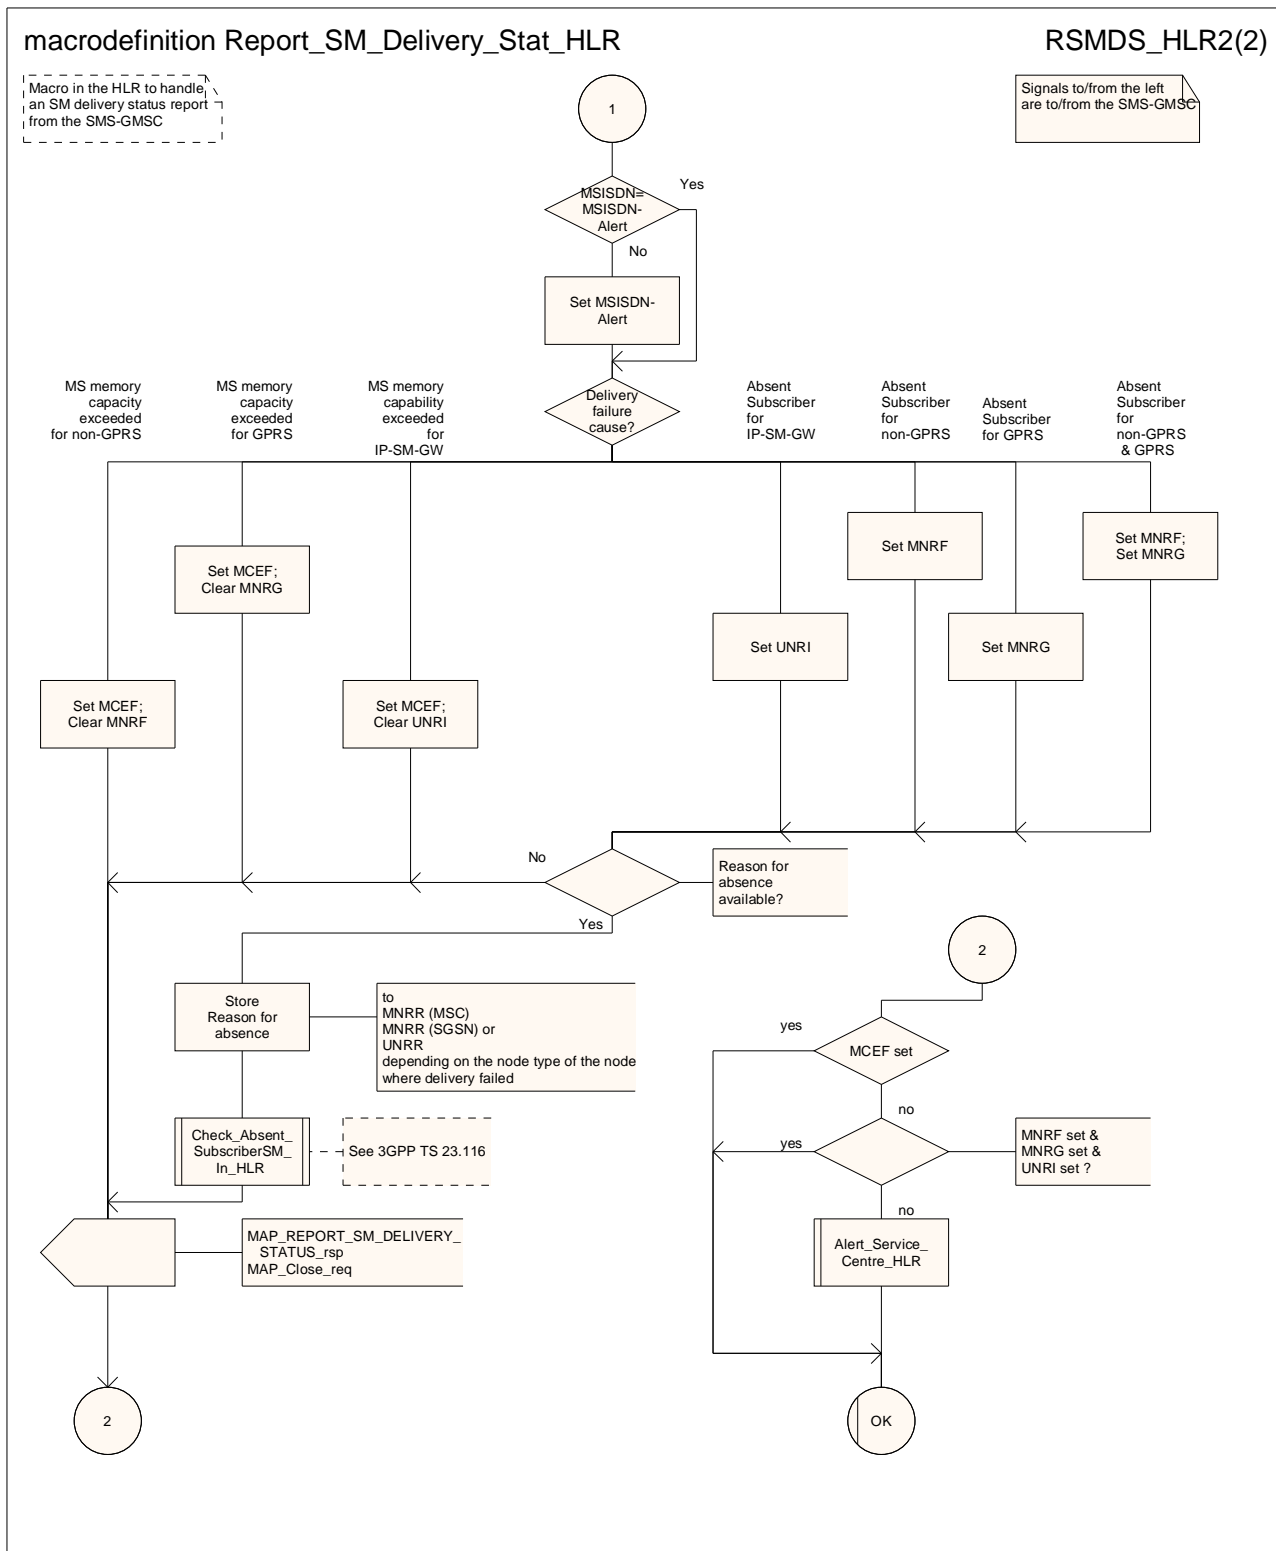 macrodefinition Report_SM_Delivery_Stat_HLR
RSMDS_HLR2(2)
Macro in the HLR to handle
an SM delivery status report
from the SMS-GMSC
1
Signals to/from the left
are to/from the SMS-GMSC
MSISDN=
MSISDN-
Alert
Yes
No
Set MSISDN-
Alert
MS memory
capacity
exceeded
for non-GPRS
MS memory
capacity
exceeded
for GPRS
MS memory
capability
exceeded
for
IP-SM-GW
Delivery
failure
cause?
Absent
Subscriber
for
IP-SM-GW
Absent
Subscriber
for
non-GPRS
Absent
Subscriber
for GPRS
Absent
Subscriber
for
non-GPRS
& GPRS
Set MCEF;
Clear MNRG
Set MNRF
Set MNRF;
Set MNRG
Set UNRI
Set MNRG
Set MCEF;
Clear MNRF
Set MCEF;
Clear UNRI
No
Reason for
absence
available?
Yes
2
Store
Reason for
absence
to
MNRR (MSC)
MNRR (SGSN) or
UNRR
depending on the node type of the node
where delivery failed
yes
MCEF set
no
Check_Absent_
SubscriberSM_
In_HLR
See 3GPP TS 23.116
yes
MNRF set &
MNRG set &
UNRI set ?
no
MAP_REPORT_SM_DELIVERY_
STATUS_rsp
MAP_Close_req
Alert_Service_
Centre_HLR
2
OK